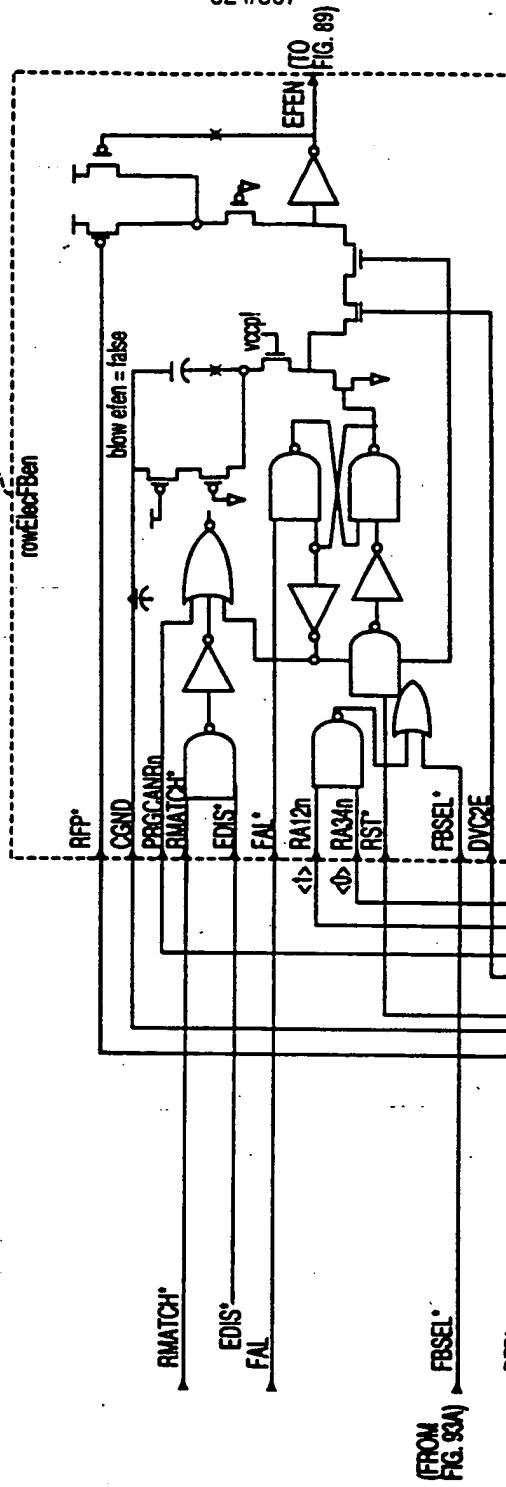 (TO
FIG. 89)
EFEN
rowElecFBen
blow efen = false
vccp!
RFP*
CGND
PRGCANRn
RMATCH*
EDIS*
FAL*
<1> RA12n
<0> RA34n
RST*
FBSEL*
DVC2E
RMATCH*
EDIS*
FAL
FBSEL*
(FROM
FIG. 93A)